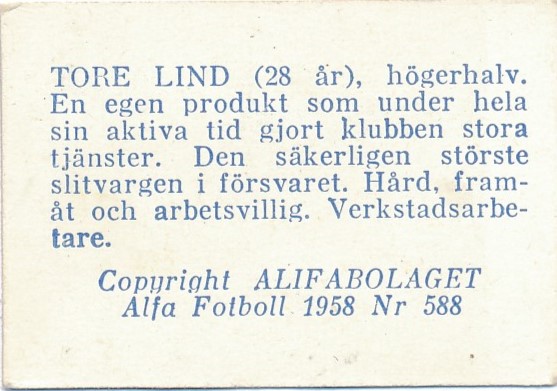 TORE LIND (28 år), högerhalv.
En egen produkt som under hela
sin aktiva tid gjort klubben stora
tjänster. Den säkerligen störste
slitvargen i försvaret. Hård, fram-
åt och arbetsvillig. Verkstadsarbe-
tare.
Copyright ALIFABOLAGET
Alfa Fotboll 1958 Nr 588